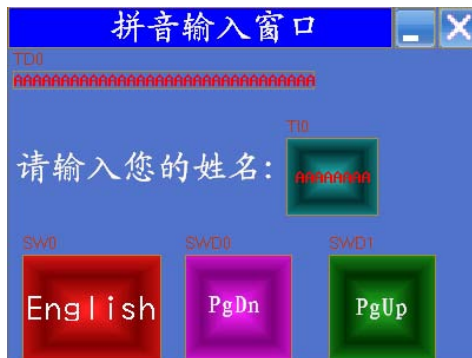 拼音输入窗口
TD0
AAAAAAAAAAAAAAAAAAAAAAAAAAAAAAAA
TI0
请输入您的姓名:
AAAAAAAA
SW0 SWD0 SWD1
English PgDn PgUp